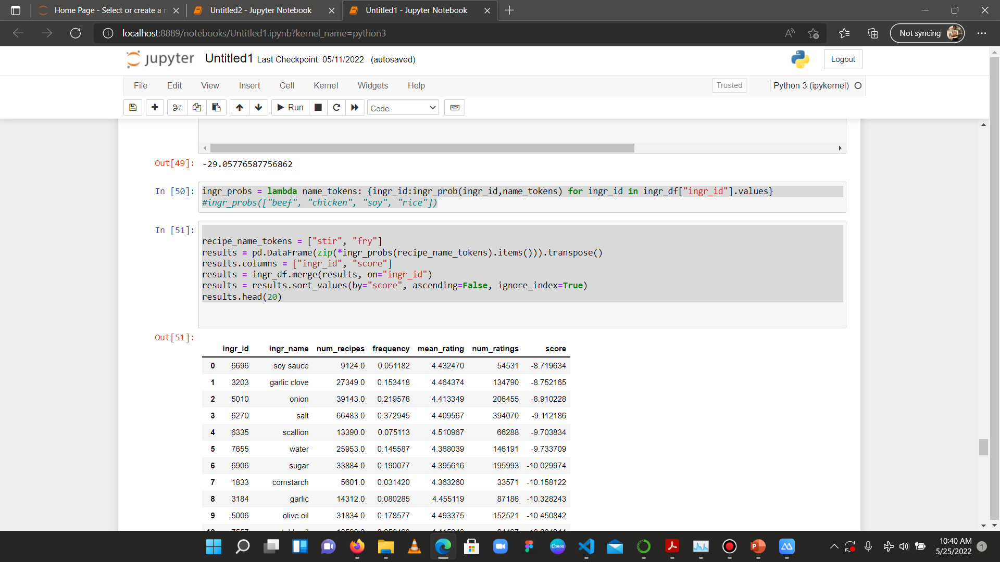 Home Page - Select or create a n
Untitled2 - Jupyter Notebook
Untitled1 - Jupyter Notebook
localhost:8889/notebooks/Untitled1.ipynb?kernel_name=python3
Not syncing
jupyter Untitled1 Last Checkpoint: 05/11/2022 (autosaved)
Logout
File Edit View Insert Cell Kernel Widgets Help
Trusted
Python 3 (ipykernel)
Run
Code
Out[49]: -29.05776587756862
In [50]: ingr_probs = lambda name_tokens: {ingr_id:ingr_prob(ingr_id,name_tokens) for ingr_id in ingr_df["ingr_id"].values}
#ingr_probs(["beef", "chicken", "soy", "rice"])
In [51]:
recipe_name_tokens = ["stir", "fry"]
results = pd.DataFrame(zip(*ingr_probs(recipe_name_tokens).items())).transpose()
results.columns = ["ingr_id", "score"]
results = ingr_df.merge(results, on="ingr_id")
results = results.sort_values(by="score", ascending=False, ignore_index=True)
results.head(20)
Out[51]:
ingr_id ingr_name num_recipes frequency mean_rating num_ratings score
0 6696 soy sauce 9124.0 0.051182 4.432470 54531 -8.719634
1 3203 garlic clove 27349.0 0.153418 4.464374 134790 -8.752165
2 5010 onion 39143.0 0.219578 4.413349 206455 -8.910228
3 6270 salt 66483.0 0.372945 4.409567 394070 -9.112186
4 6335 scallion 13390.0 0.075113 4.510967 66288 -9.703834
5 7655 water 25953.0 0.145587 4.368039 146191 -9.733709
6 6906 sugar 33884.0 0.190077 4.395616 195993 -10.029974
7 1833 cornstarch 5601.0 0.031420 4.363260 33571 -10.158122
8 3184 garlic 14312.0 0.080285 4.455119 87186 -10.328243
9 5006 olive oil 31834.0 0.178577 4.493375 152521 -10.450842
Canva
10:40 AM
5/25/2022
1